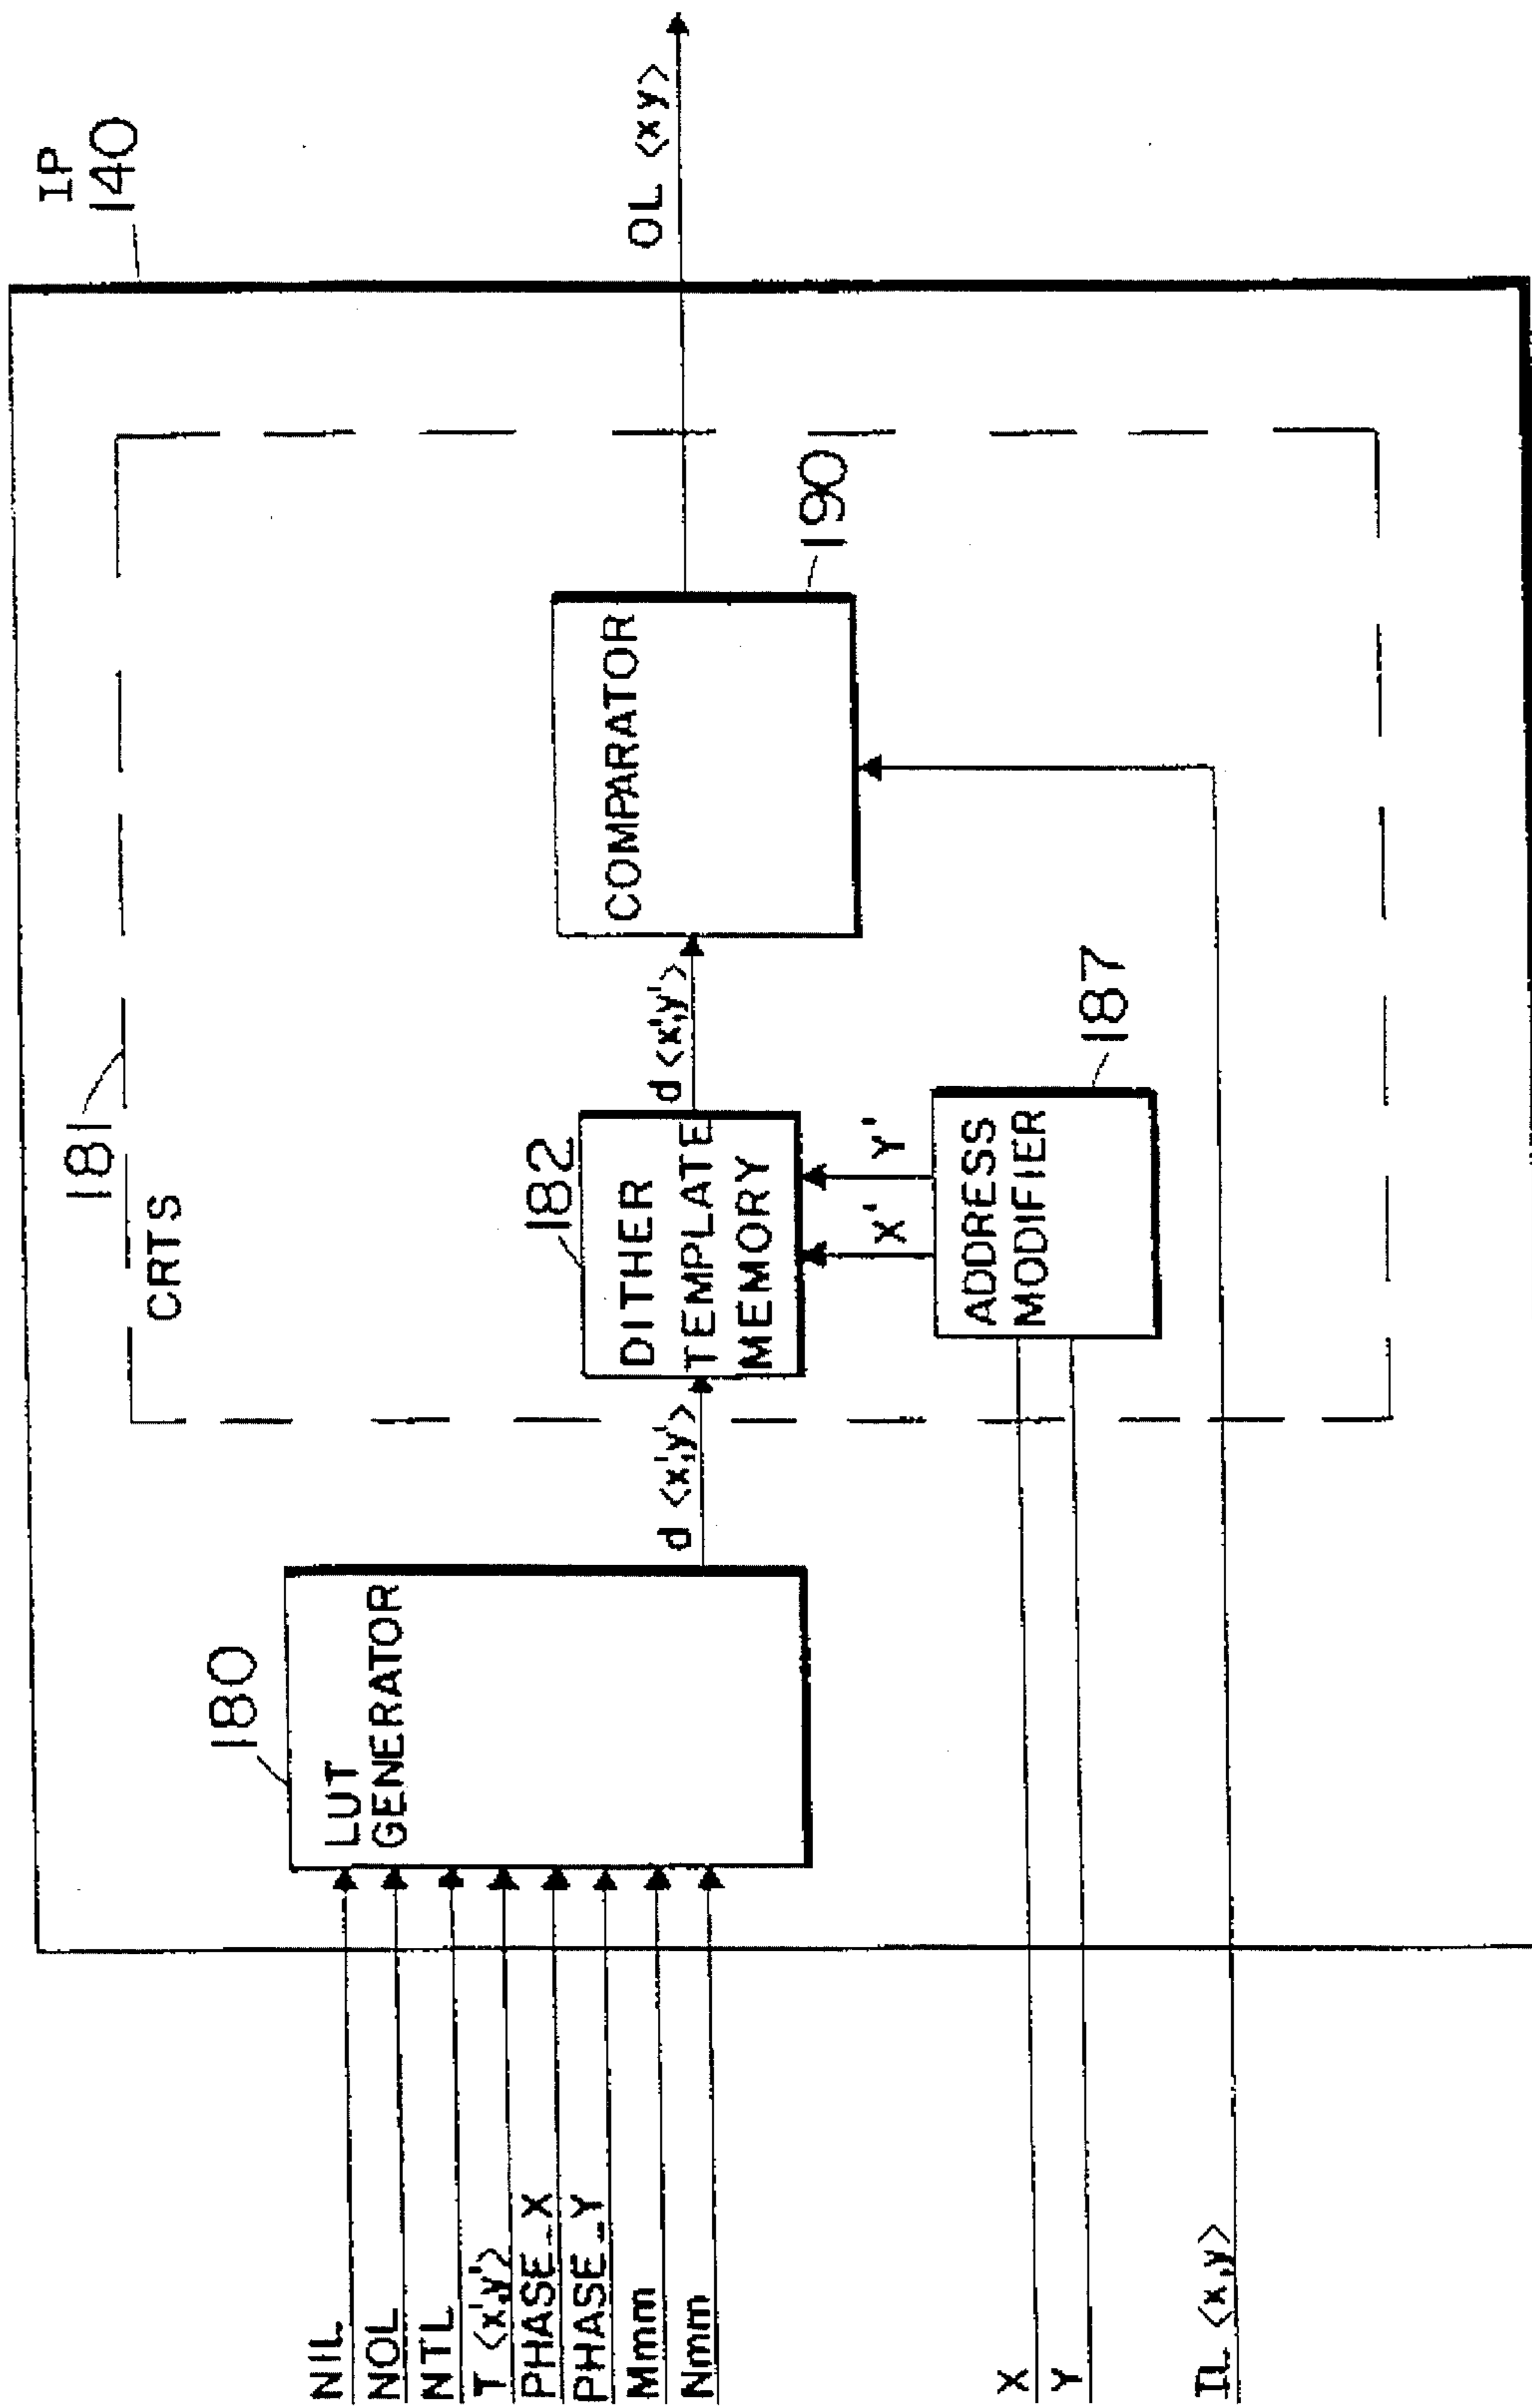 IP
140
181
CRTS
OL <xy>
180
LUT
GENERATOR
NIL
NOL
NTL
T <x',y'>
PHASE_X
PHASE_Y
Mmm
Nmm
d <x',y'>
182
DITHER
TEMPLATE
MEMORY
d <x',y'>
COMPARATOR
190
X'
Y'
ADDRESS
MODIFIER
187
X
Y
IL <x,y>